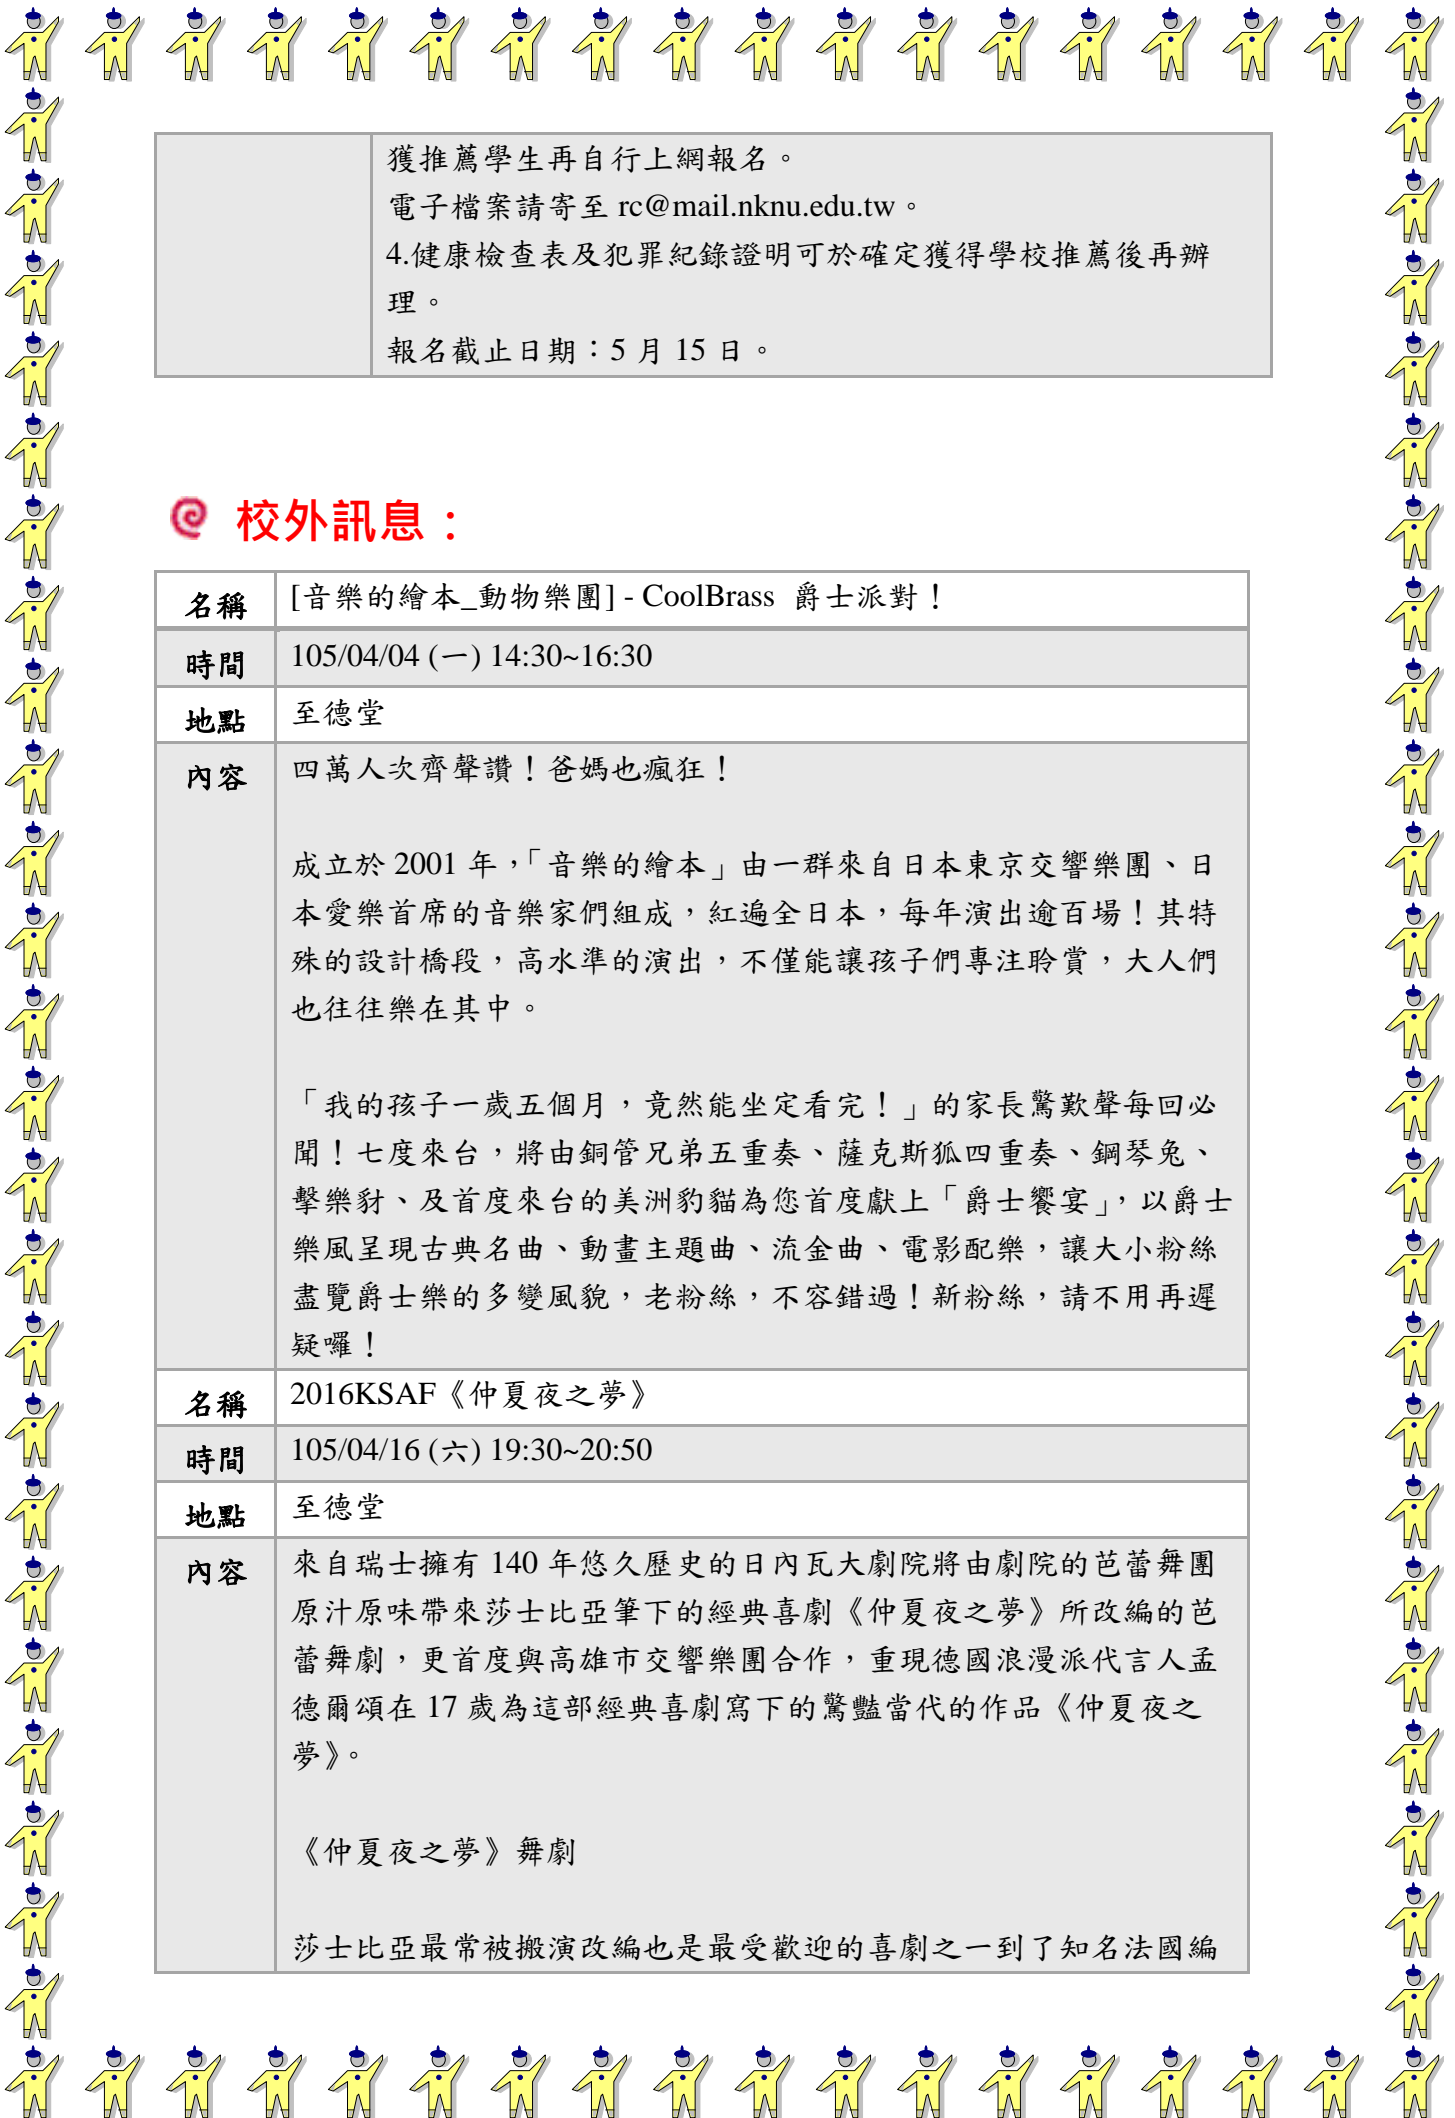 獲推薦學生再自行上網報名。
電子檔案請寄至 rc@mail.nknu.edu.tw。
4.健康檢查表及犯罪紀錄證明可於確定獲得學校推薦後再辦
理。
報名截止日期：5 月 15 日。
校外訊息：
名稱 [音樂的繪本_動物樂團] - CoolBrass 爵士派對！
時間 105/04/04 (一) 14:30~16:30
地點 至德堂
內容 四萬人次齊聲讚！爸媽也瘋狂！
成立於 2001 年，「音樂的繪本」由一群來自日本東京交響樂團、日
本愛樂首席的音樂家們組成，紅遍全日本，每年演出逾百場！其特
殊的設計橋段，高水準的演出，不僅能讓孩子們專注聆賞，大人們
也往往樂在其中。
「我的孩子一歲五個月，竟然能坐定看完！」的家長驚歎聲每回必
聞！七度來台，將由銅管兄弟五重奏、薩克斯狐四重奏、鋼琴兔、
擊樂豺、及首度來台的美洲豹貓為您首度獻上「爵士饗宴」，以爵士
樂風呈現古典名曲、動畫主題曲、流金曲、電影配樂，讓大小粉絲
盡覽爵士樂的多變風貌，老粉絲，不容錯過！新粉絲，請不用再遲
疑囉！
名稱 2016KSAF《仲夏夜之夢》
時間 105/04/16 (六) 19:30~20:50
地點 至德堂
內容 來自瑞士擁有 140 年悠久歷史的日內瓦大劇院將由劇院的芭蕾舞團
原汁原味帶來莎士比亞筆下的經典喜劇《仲夏夜之夢》所改編的芭
蕾舞劇，更首度與高雄市交響樂團合作，重現德國浪漫派代言人孟
德爾頌在 17 歲為這部經典喜劇寫下的驚豔當代的作品《仲夏夜之
夢》。
《仲夏夜之夢》舞劇
莎士比亞最常被搬演改編也是最受歡迎的喜劇之一到了知名法國編